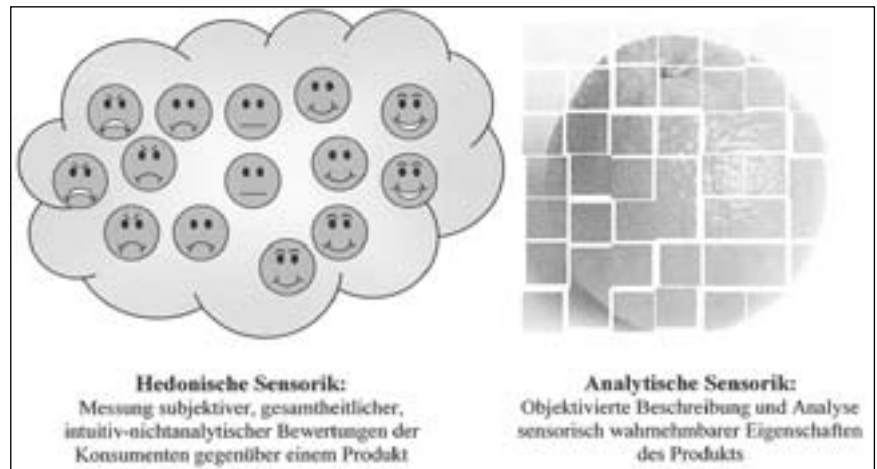 Hedonische Sensorik:
Messung subjektiver, gesamtheitlicher,
intuitiv-nichtanalytischer Bewertungen der
Konsumenten gegenüber einem Produkt
Analytische Sensorik:
Objektivierte Beschreibung und Analyse
sensorisch wahrnehmbarer Eigenschaften
des Produkts